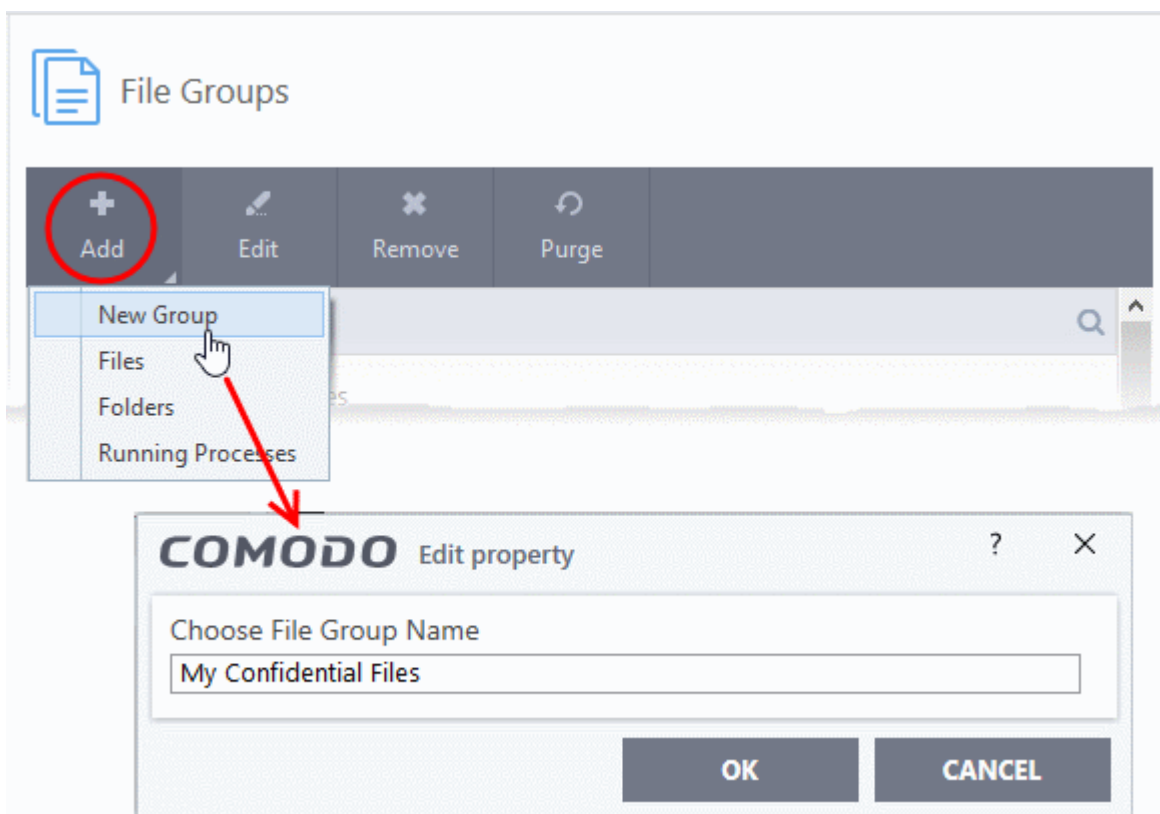 File Groups
Add Edit Remove Purge
New Group
Files
Folders
Running Processes
COMODO Edit property ?
Choose File Group Name
My Confidential Files
OK CANCEL